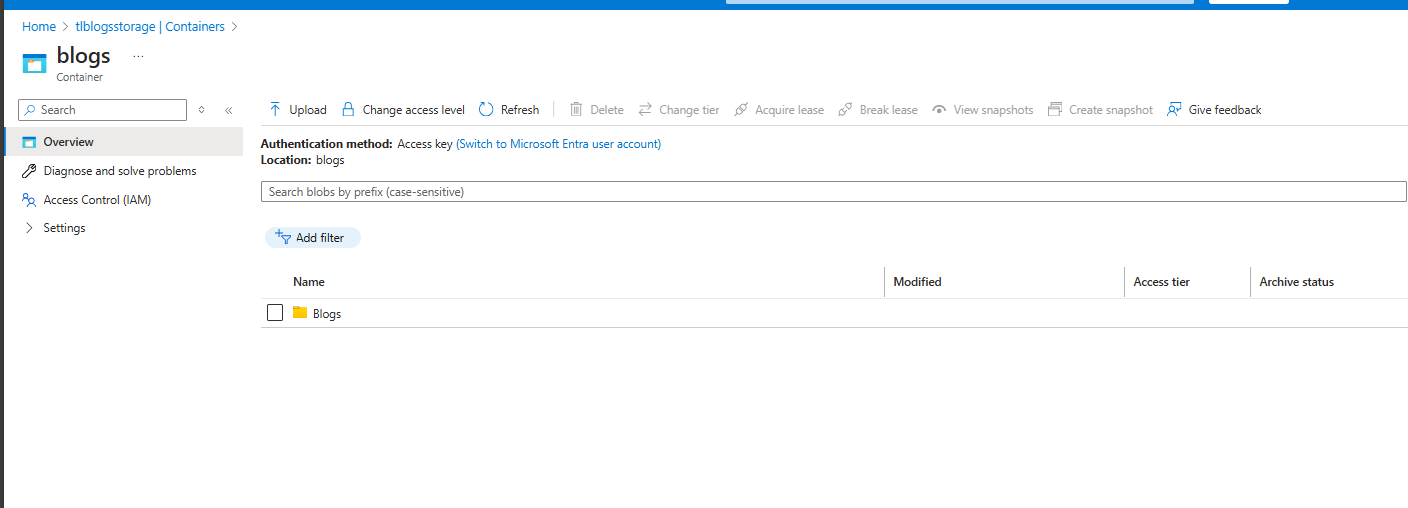 Home > tlblogsstorage | Containers >
blogs ...
Container
Search
Upload Change access level Refresh Delete Change tier Acquire lease Break lease View snapshots Create snapshot Give feedback
Overview
Diagnose and solve problems
Access Control (IAM)
Settings
Authentication method: Access key (Switch to Microsoft Entra user account)
Location: blogs
Search blobs by prefix (case-sensitive)
Add filter
Name Modified Access tier Archive status
Blogs